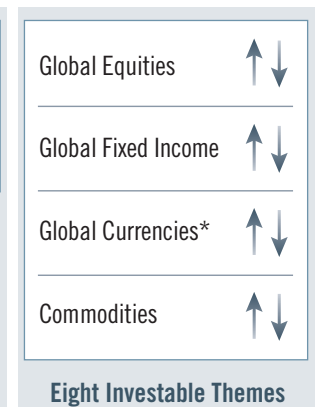 Global Equities
Global Fixed Income
Global Currencies*
Commodities
Eight Investable Themes